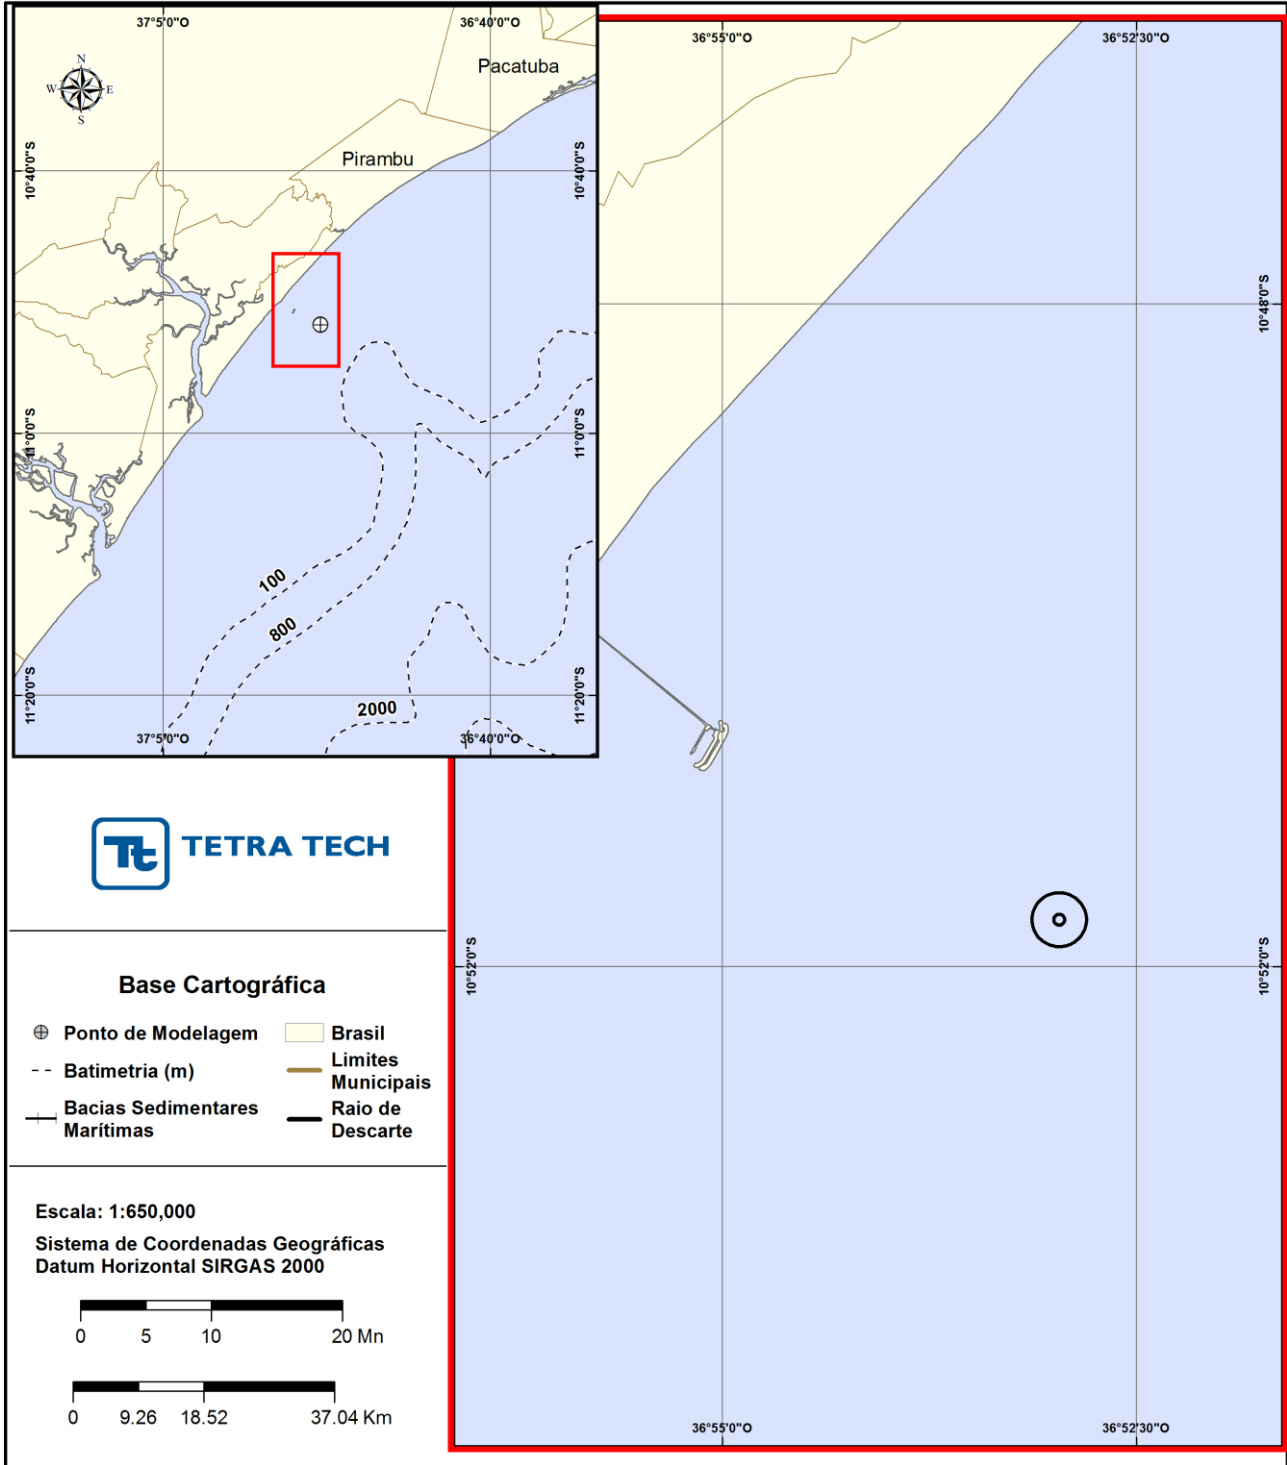 37°5'0"O
36°40'0"O
N
W
E
S
Pacatuba
Pirambu
10°40'0"S
10°40'0"S
11°0'0"S
11°0'0"S
11°20'0"S
11°20'0"S
100
800
2000
37°5'0"O
36°40'0"O
36°55'0"O
36°52'30"O
10°48'0"S
10°52'0"S
10°52'0"S
36°55'0"O
36°52'30"O
Tt TETRA TECH
Base Cartográfica
Ponto de Modelagem
Brasil
Batimetria (m)
Limites
Municipais
Bacias Sedimentares
Marítimas
Raio de
Descarte
Escala: 1:650,000
Sistema de Coordenadas Geográficas
Datum Horizontal SIRGAS 2000
0 5 10 20 Mn
0 9.26 18.52 37.04 Km